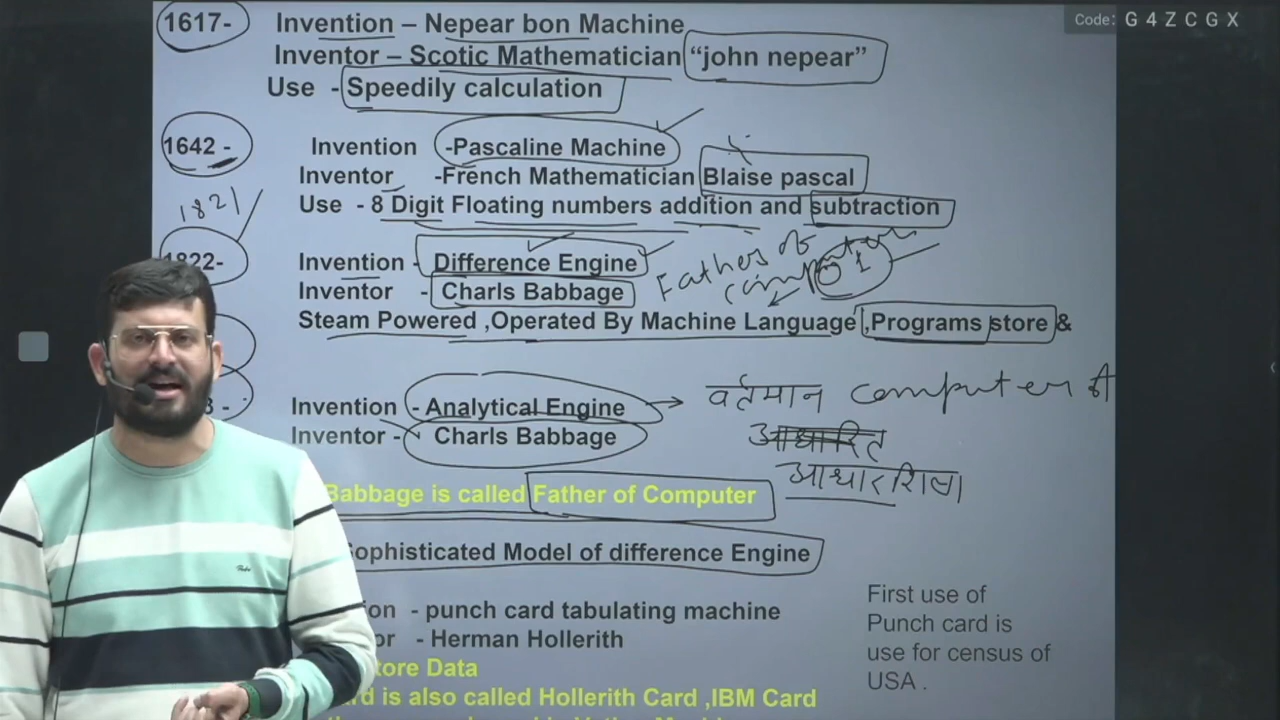 Code: G 4 Z C G X
1617- Invention – Nepear bon Machine
Inventor – Scotic Mathematician “john nepear”
Use - Speedily calculation
1642 - Invention -Pascaline Machine
Inventor -French Mathematician Blaise pascal
Use - 8 Digit Floating numbers addition and subtraction
1821
1822- Invention - Difference Engine
Fathers of
computer
0 1
Inventor - Charls Babbage
Steam Powered ,Operated By Machine Language ,Programs store &
Invention - Analytical Engine
वर्तमान computer की
Inventor - Charls Babbage
आधारित
आधारशिला
Babbage is called Father of Computer
Sophisticated Model of difference Engine
- punch card tabulating machine
- Herman Hollerith
First use of
Punch card is
use for census of
USA .
Data
is also called Hollerith Card ,IBM Card